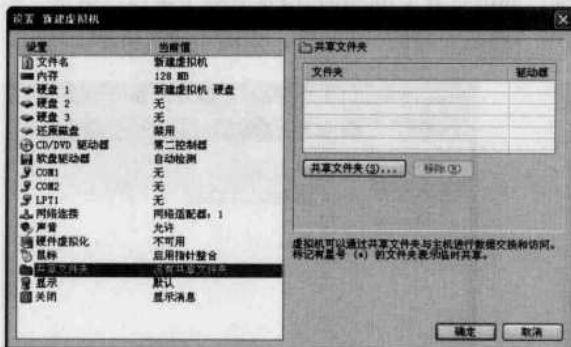 设置 新建虚拟机
设置 当前值
文件名 新建虚拟机
内存 128 MB
硬盘 1 新建虚拟机 硬盘
硬盘 2 无
硬盘 3 无
还原磁盘 禁用
CD/DVD 驱动器 第二控制器
软盘驱动器 自动检测
COM1 无
COM2 无
LPT1 无
网络连接 网络适配器: 1
声音 允许
硬件虚拟化 不可用
鼠标 启用指针整合
共享文件夹 没有共享文件夹
显示 默认
关闭 显示消息
共享文件夹
文件夹 驱动器
共享文件夹(S)... 移除(R)
虚拟机可以通过共享文件夹与主机进行数据交换和访问。
标记有星号 (*) 的文件夹表示临时共享。
确定 取消